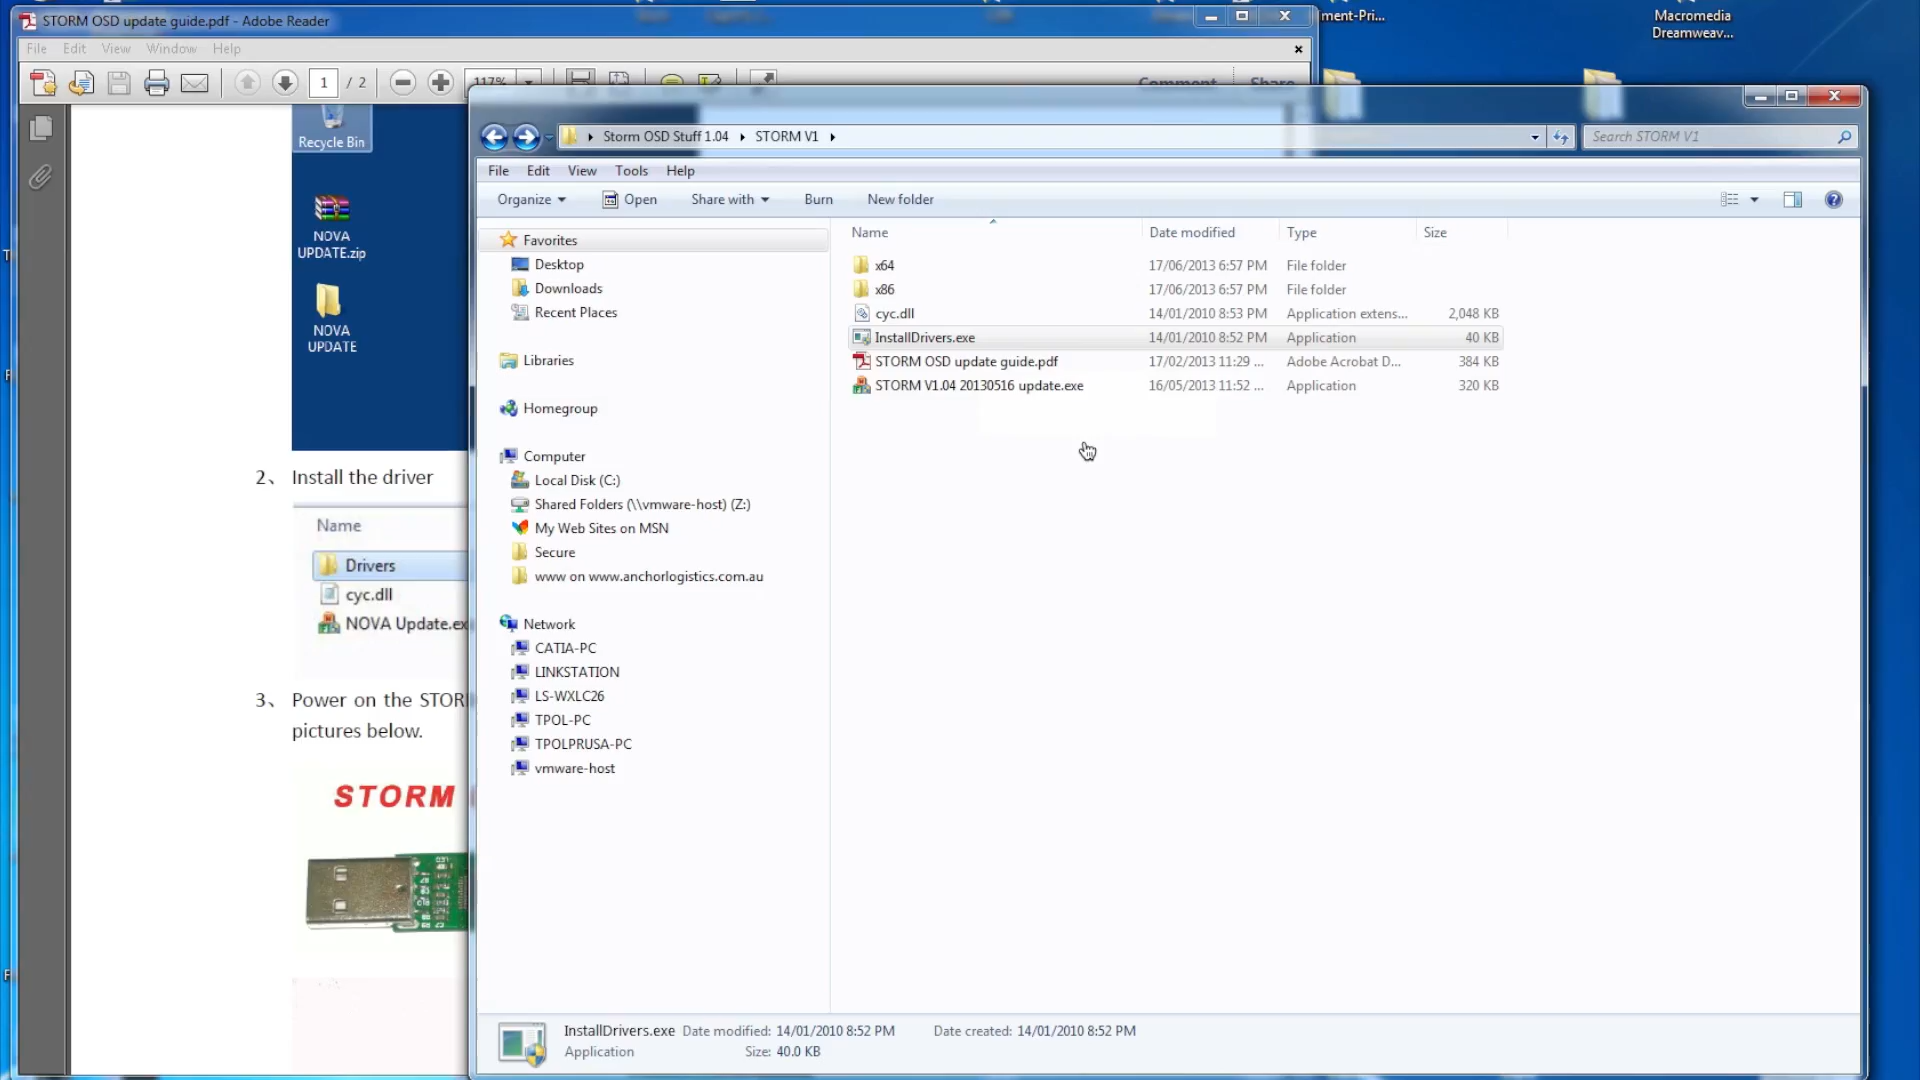 STORM OSD update guide.pdf - Adobe Reader
File Edit View Window Help
1 / 2 117% Comment Share
Macromedia
Dreamweav...
Recycle Bin
NOVA
UPDATE.zip
NOVA
UPDATE
2、 Install the driver
Name
Drivers
cyc.dll
NOVA Update.ex
3、 Power on the STOR
pictures below.
STORM
Storm OSD Stuff 1.04 STORM V1
Search STORM V1
File Edit View Tools Help
Organize Open Share with Burn New folder
Favorites
Desktop
Downloads
Recent Places
Libraries
Homegroup
Computer
Local Disk (C:)
Shared Folders (\\vmware-host) (Z:)
My Web Sites on MSN
Secure
www on www.anchorlogistics.com.au
Network
CATIA-PC
LINKSTATION
LS-WXLC26
TPOL-PC
TPOLPRUSA-PC
vmware-host
Name Date modified Type Size
x64 17/06/2013 6:57 PM File folder
x86 17/06/2013 6:57 PM File folder
cyc.dll 14/01/2010 8:53 PM Application extens... 2,048 KB
InstallDrivers.exe 14/01/2010 8:52 PM Application 40 KB
STORM OSD update guide.pdf 17/02/2013 11:29 ... Adobe Acrobat D... 384 KB
STORM V1.04 20130516 update.exe 16/05/2013 11:52 ... Application 320 KB
InstallDrivers.exe Date modified: 14/01/2010 8:52 PM Date created: 14/01/2010 8:52 PM
Application Size: 40.0 KB